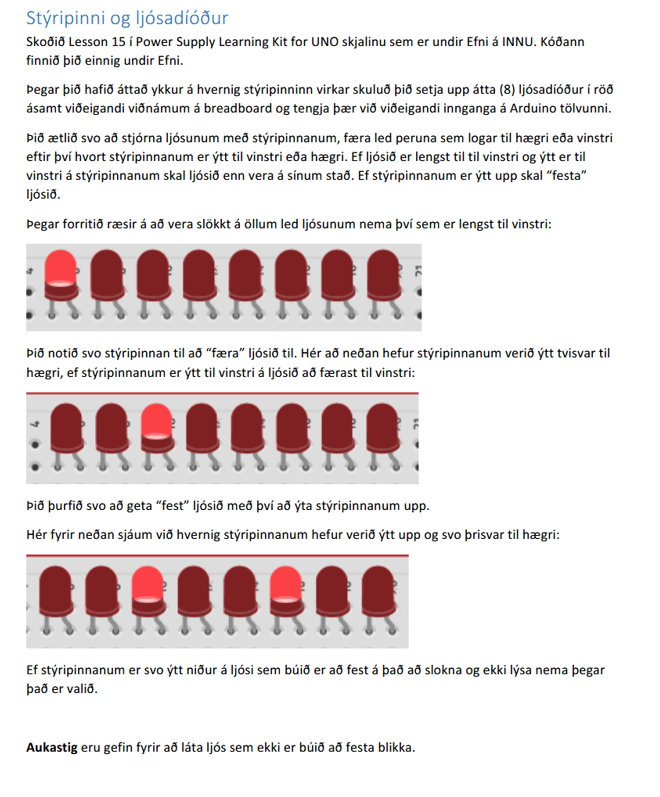 Stýripinni og ljósadíóður
Skoðið Lesson 15 í Power Supply Learning Kit for UNO skjalinu sem er undir Efni á INNU. Kóðann
finnið þið einnig undir Efni.
Þegar þið hafið áttað ykkur á hvernig stýripinninn virkar skuluð þið setja upp átta (8) ljósadíóður í röð
ásamt viðeigandi viðnámum á breadboard og tengja þær við viðeigandi innganga á Arduino tölvunni.
Þið ætlið svo að stjórna ljósunum með stýripinnanum, færa led peruna sem logar til hægri eða vinstri
eftir því hvort stýripinnanum er ýtt til vinstri eða hægri. Ef ljósið er lengst til til vinstri og ýtt er til
vinstri á stýripinnanum skal ljósið enn vera á sínum stað. Ef stýripinnanum er ýtt upp skal “festa”
ljósið.
Þegar forritið ræsir á að vera slökkt á öllum led ljósunum nema því sem er lengst til vinstri:
4
21
Þið notið svo stýripinnan til að “færa” ljósið til. Hér að neðan hefur stýripinnanum verið ýtt tvisvar til
hægri, ef stýripinnanum er ýtt til vinstri á ljósið að færast til vinstri:
4
21
Þið þurfið svo að geta “fest” ljósið með því að ýta stýripinnanum upp.
Hér fyrir neðan sjáum við hvernig stýripinnanum hefur verið ýtt upp og svo þrisvar til hægri:
Ef stýripinnanum er svo ýtt niður á ljósi sem búið er að fest á það að slokna og ekki lýsa nema þegar
það er valið.
Aukastig eru gefin fyrir að láta ljós sem ekki er búið að festa blikka.